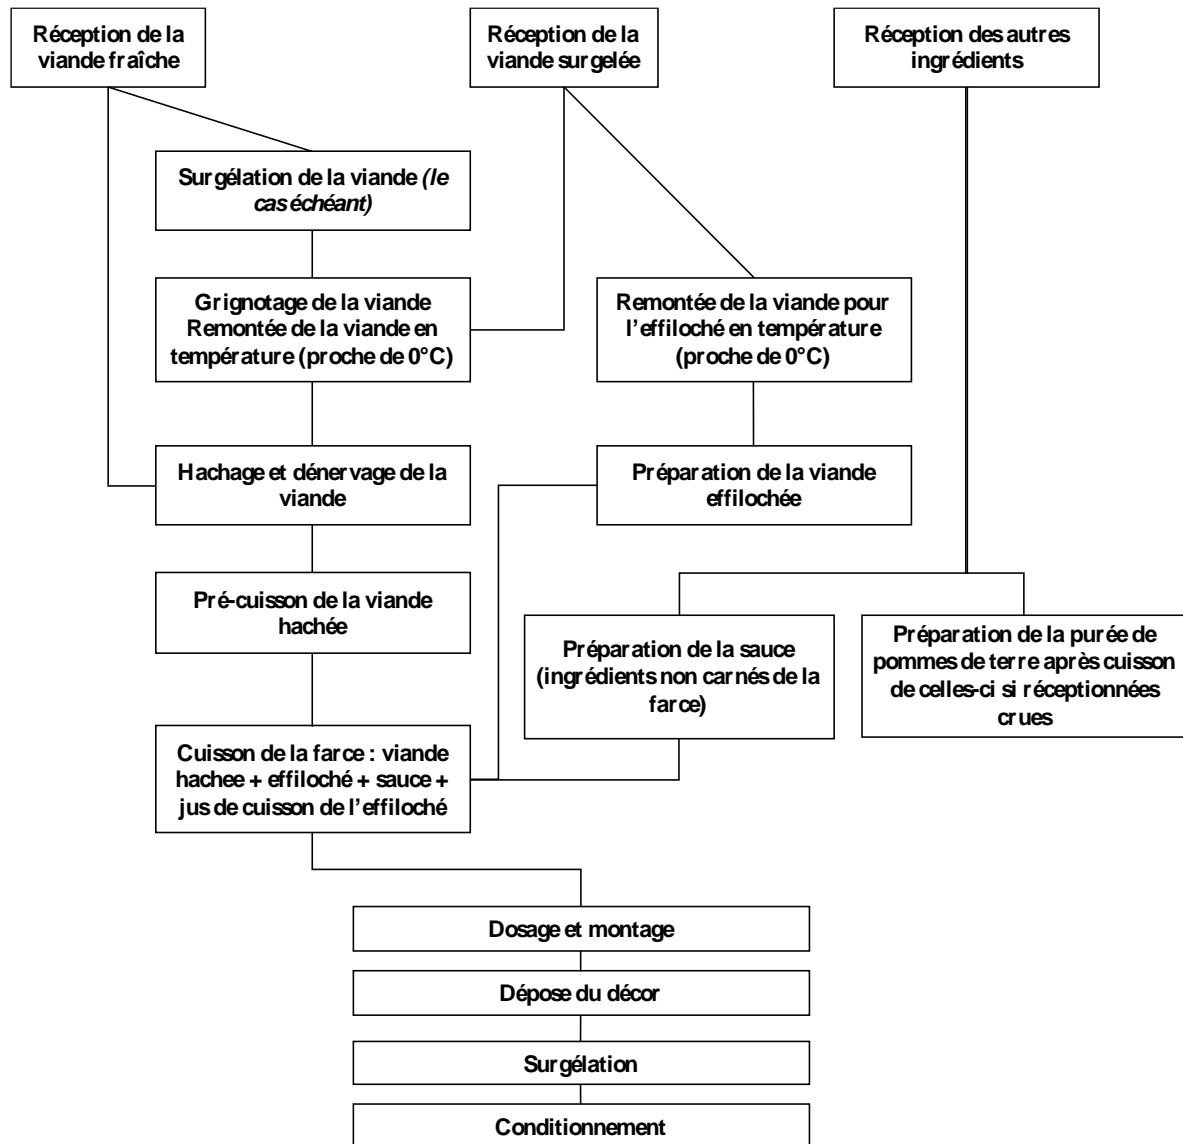 Réception de la
viande fraîche
Réception de la
viande surgelée
Réception des autres
ingrédients
Surgélation de la viande (le
cas échéant)
Grignotage de la viande
Remontée de la viande en
température (proche de 0°C)
Remontée de la viande pour
l’effiloché en température
(proche de 0°C)
Hachage et dénervage de la
viande
Préparation de la viande
effilochée
Pré-cuisson de la viande
hachée
Préparation de la sauce
(ingrédients non carnés de la
farce)
Préparation de la purée de
pommes de terre après cuisson
de celles-ci si réceptionnées
crues
Cuisson de la farce : viande
hachee + effiloché + sauce +
jus de cuisson de l’effiloché
Dosage et montage
Dépose du décor
Surgélation
Conditionnement